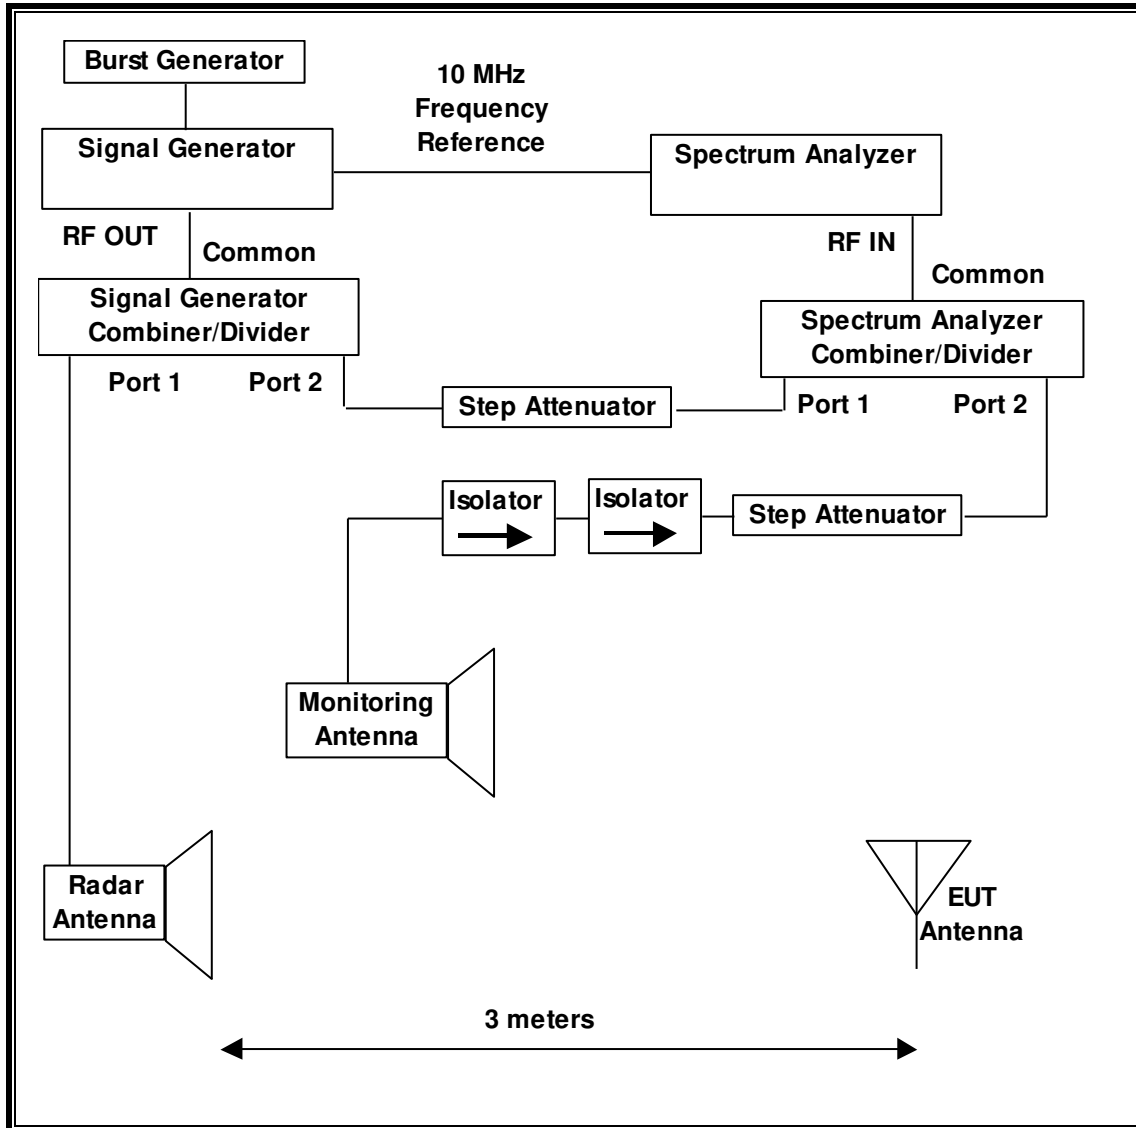 Burst Generator
10 MHz
Frequency
Reference
Signal Generator
Spectrum Analyzer
RF OUT
Common
RF IN
Common
Signal Generator
Combiner/Divider
Spectrum Analyzer
Combiner/Divider
Port 1
Port 2
Step Attenuator
Port 1
Port 2
Isolator
Isolator
Step Attenuator
Monitoring
Antenna
Radar
Antenna
EUT
Antenna
3 meters